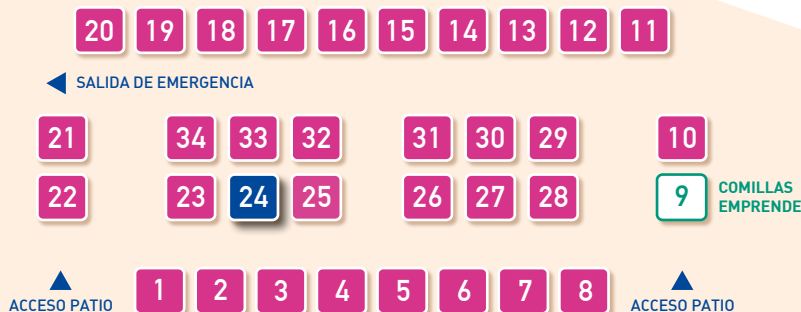 20 19 18 17 16 15 14 13 12 11
SALIDA DE EMERGENCIA
21 34 33 32 31 30 29 10
22 23 24 25 26 27 28 9 COMILLAS
EMPRENDE
ACCESO PATIO 1 2 3 4 5 6 7 8 ACCESO PATIO